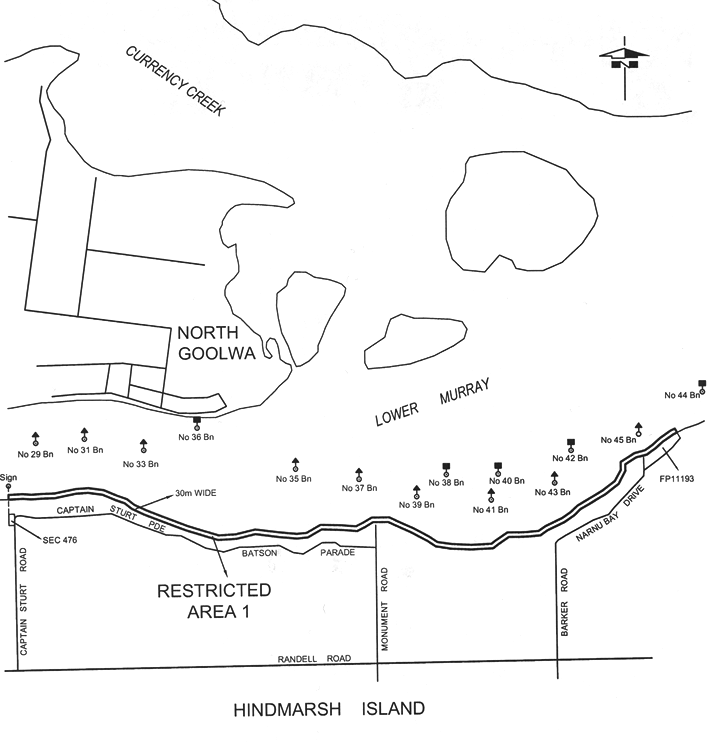 CURRENCY CREEK
N
NORTH
GOOLWA
LOWER MURRAY
No 44 Bn
No 36 Bn
No 29 Bn
No 31 Bn
No 33 Bn
No 45 Bn
No 42 Bn
No 35 Bn
No 37 Bn
No 38 Bn
No 40 Bn
No 43 Bn
No 39 Bn
No 41 Bn
Sign
FP11193
30m WIDE
CAPTAIN STURT PDE
SEC 476
BATSON PARADE
NARNU BAY DRIVE
RESTRICTED
AREA 1
CAPTAIN STURT ROAD
MONUMENT ROAD
BARKER ROAD
RANDELL ROAD
HINDMARSH ISLAND